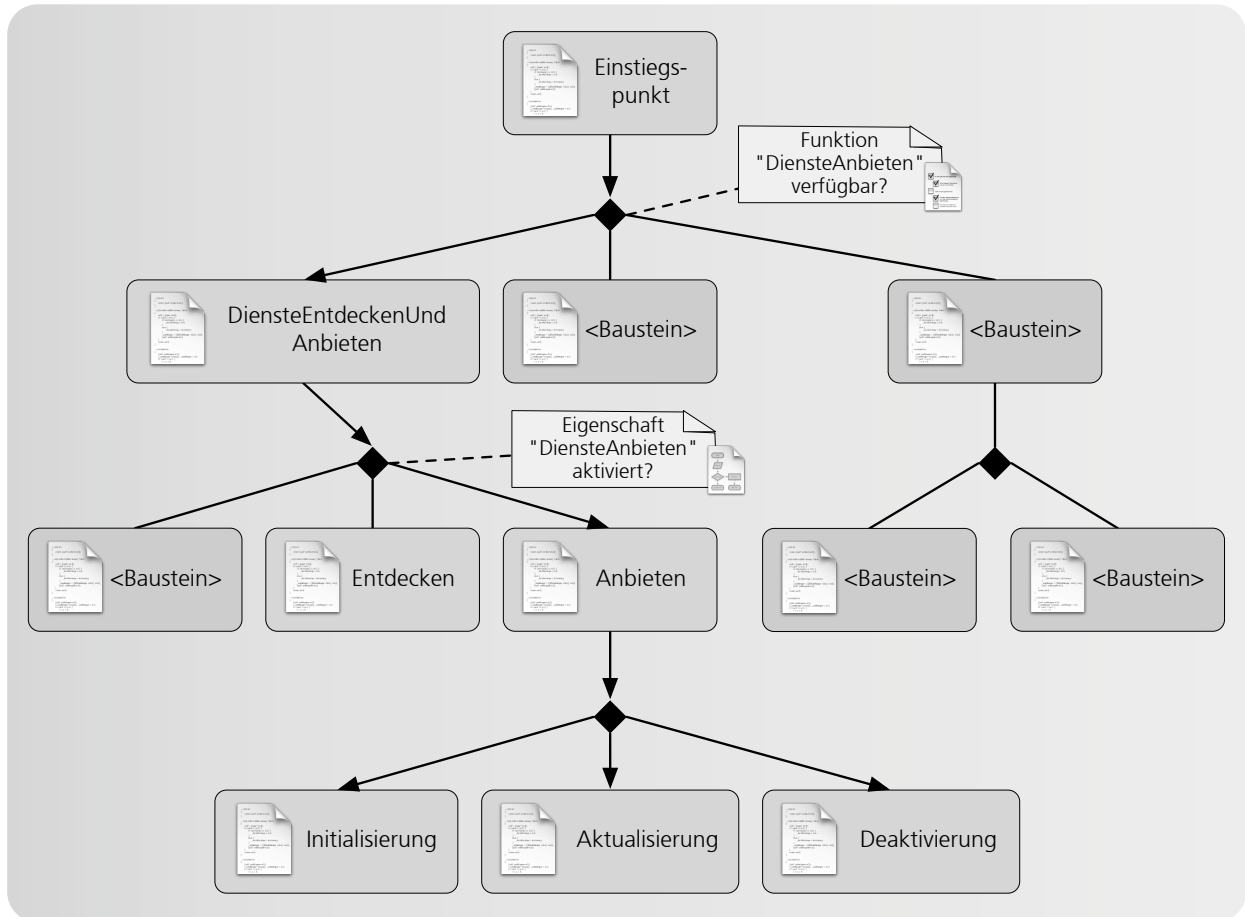 Einstiegs-
punkt
Funktion
"DiensteAnbieten"
verfügbar?
DiensteEntdeckenUnd
Anbieten
<Baustein>
<Baustein>
Eigenschaft
"DiensteAnbieten"
aktiviert?
<Baustein>
Entdecken
Anbieten
<Baustein>
<Baustein>
Initialisierung
Aktualisierung
Deaktivierung